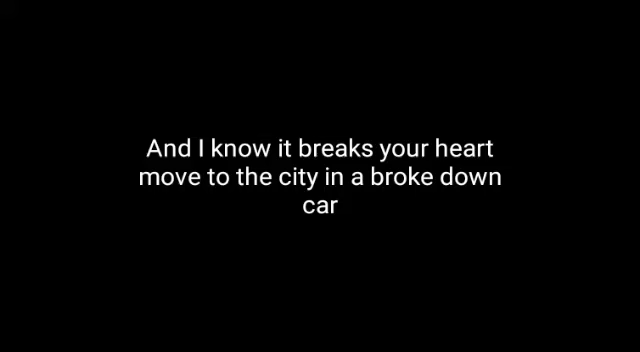 And I know it breaks your heart
move to the city in a broke down
car